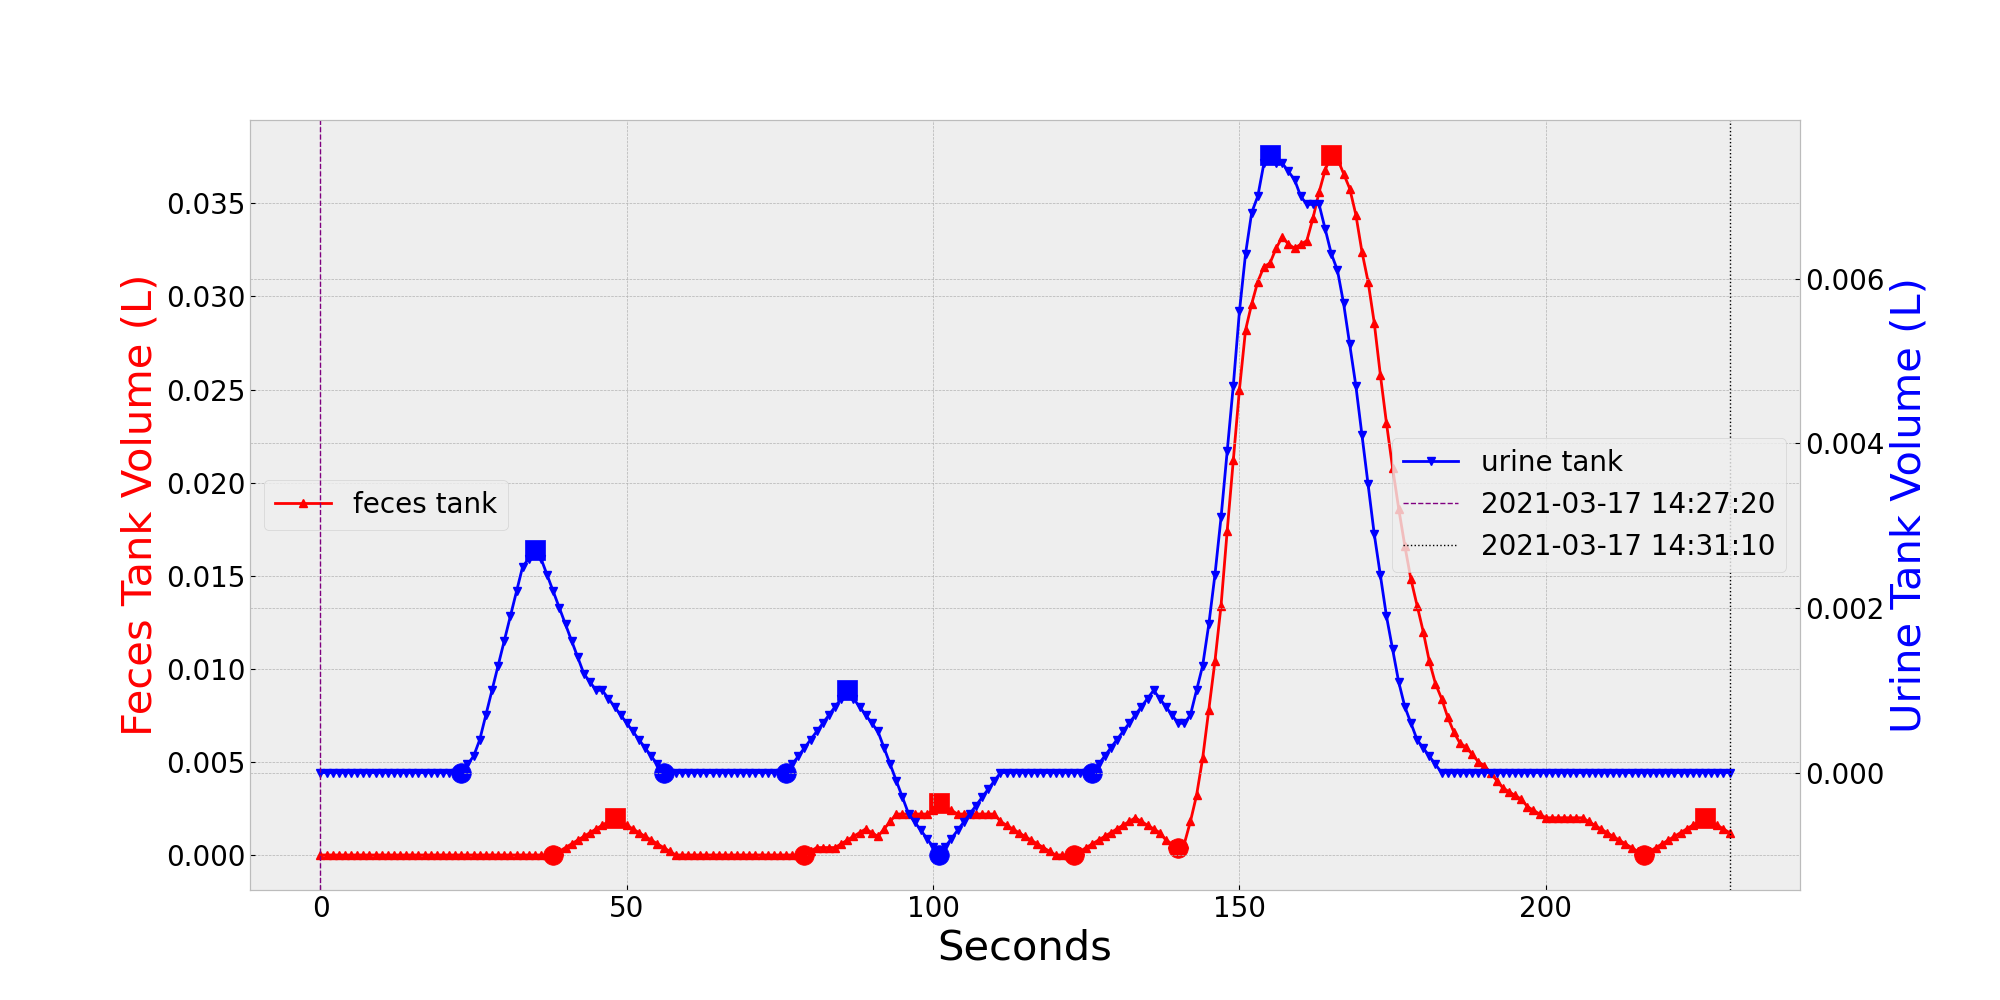 Feces Tank Volume (L)
0.035
0.030
0.025
0.020
0.015
0.010
0.005
0.000
feces tank
urine tank
2021-03-17 14:27:20
2021-03-17 14:31:10
0.006
0.004
0.002
0.000
Urine Tank Volume (L)
0 50 100 150 200
Seconds